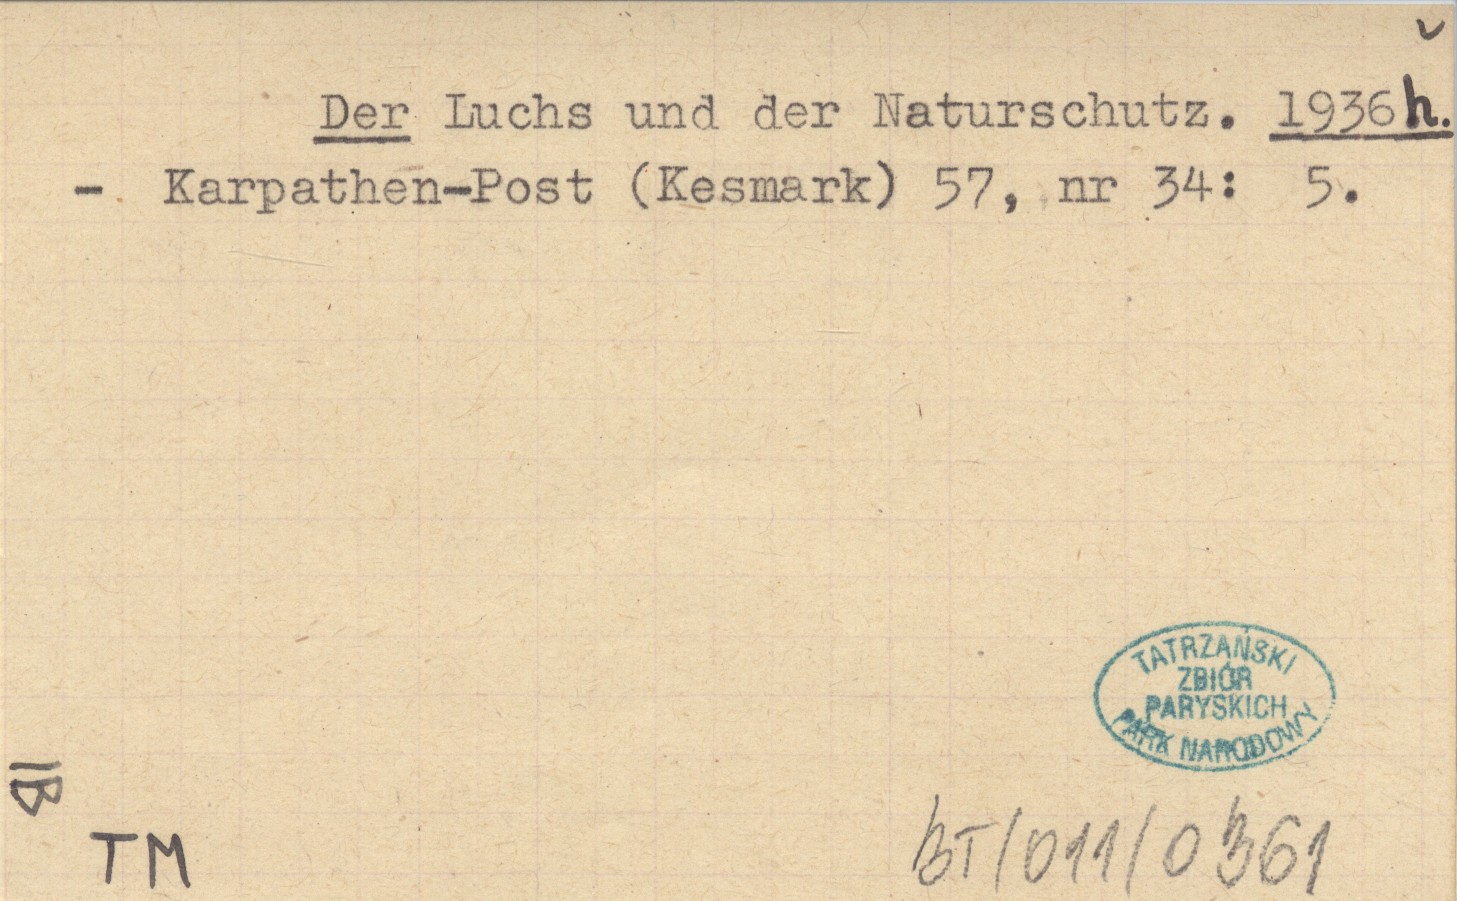 v
Der Luchs und der Naturschutz. 1936h.
- Karpathen-Post (Kesmark) 57, nr 34: 5.
TATRZAŃSKI
ZBIÓR
PARYSKICH
PARK NARODOWY
IB
TM
BT/011/0361